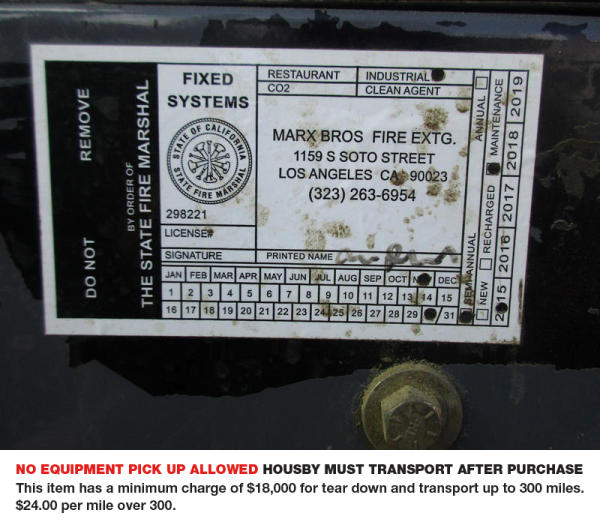 DO NOT REMOVE
BY ORDER OF
THE STATE FIRE MARSHAL
FIXED
SYSTEMS
STATE OF CALIFORNIA
STATE FIRE MARSHAL
298221
LICENSE#
SIGNATURE
RESTAURANT INDUSTRIAL
CO2 CLEAN AGENT
MARX BROS FIRE EXTG.
1159 S SOTO STREET
LOS ANGELES CA 90023
(323) 263-6954
PRINTED NAME
JAN FEB MAR APR MAY JUN JUL AUG SEP OCT DEC
1 2 3 4 5 6 7 8 9 10 11 12 13 14 15
16 17 18 19 20 21 22 23 24 25 26 27 28 29 31
SEMI-ANNUAL ANNUAL
NEW RECHARGED MAINTENANCE
2015 2016 2017 2018 2019
NO EQUIPMENT PICK UP ALLOWED HOUSBY MUST TRANSPORT AFTER PURCHASE
This item has a minimum charge of $18,000 for tear down and transport up to 300 miles.
$24.00 per mile over 300.